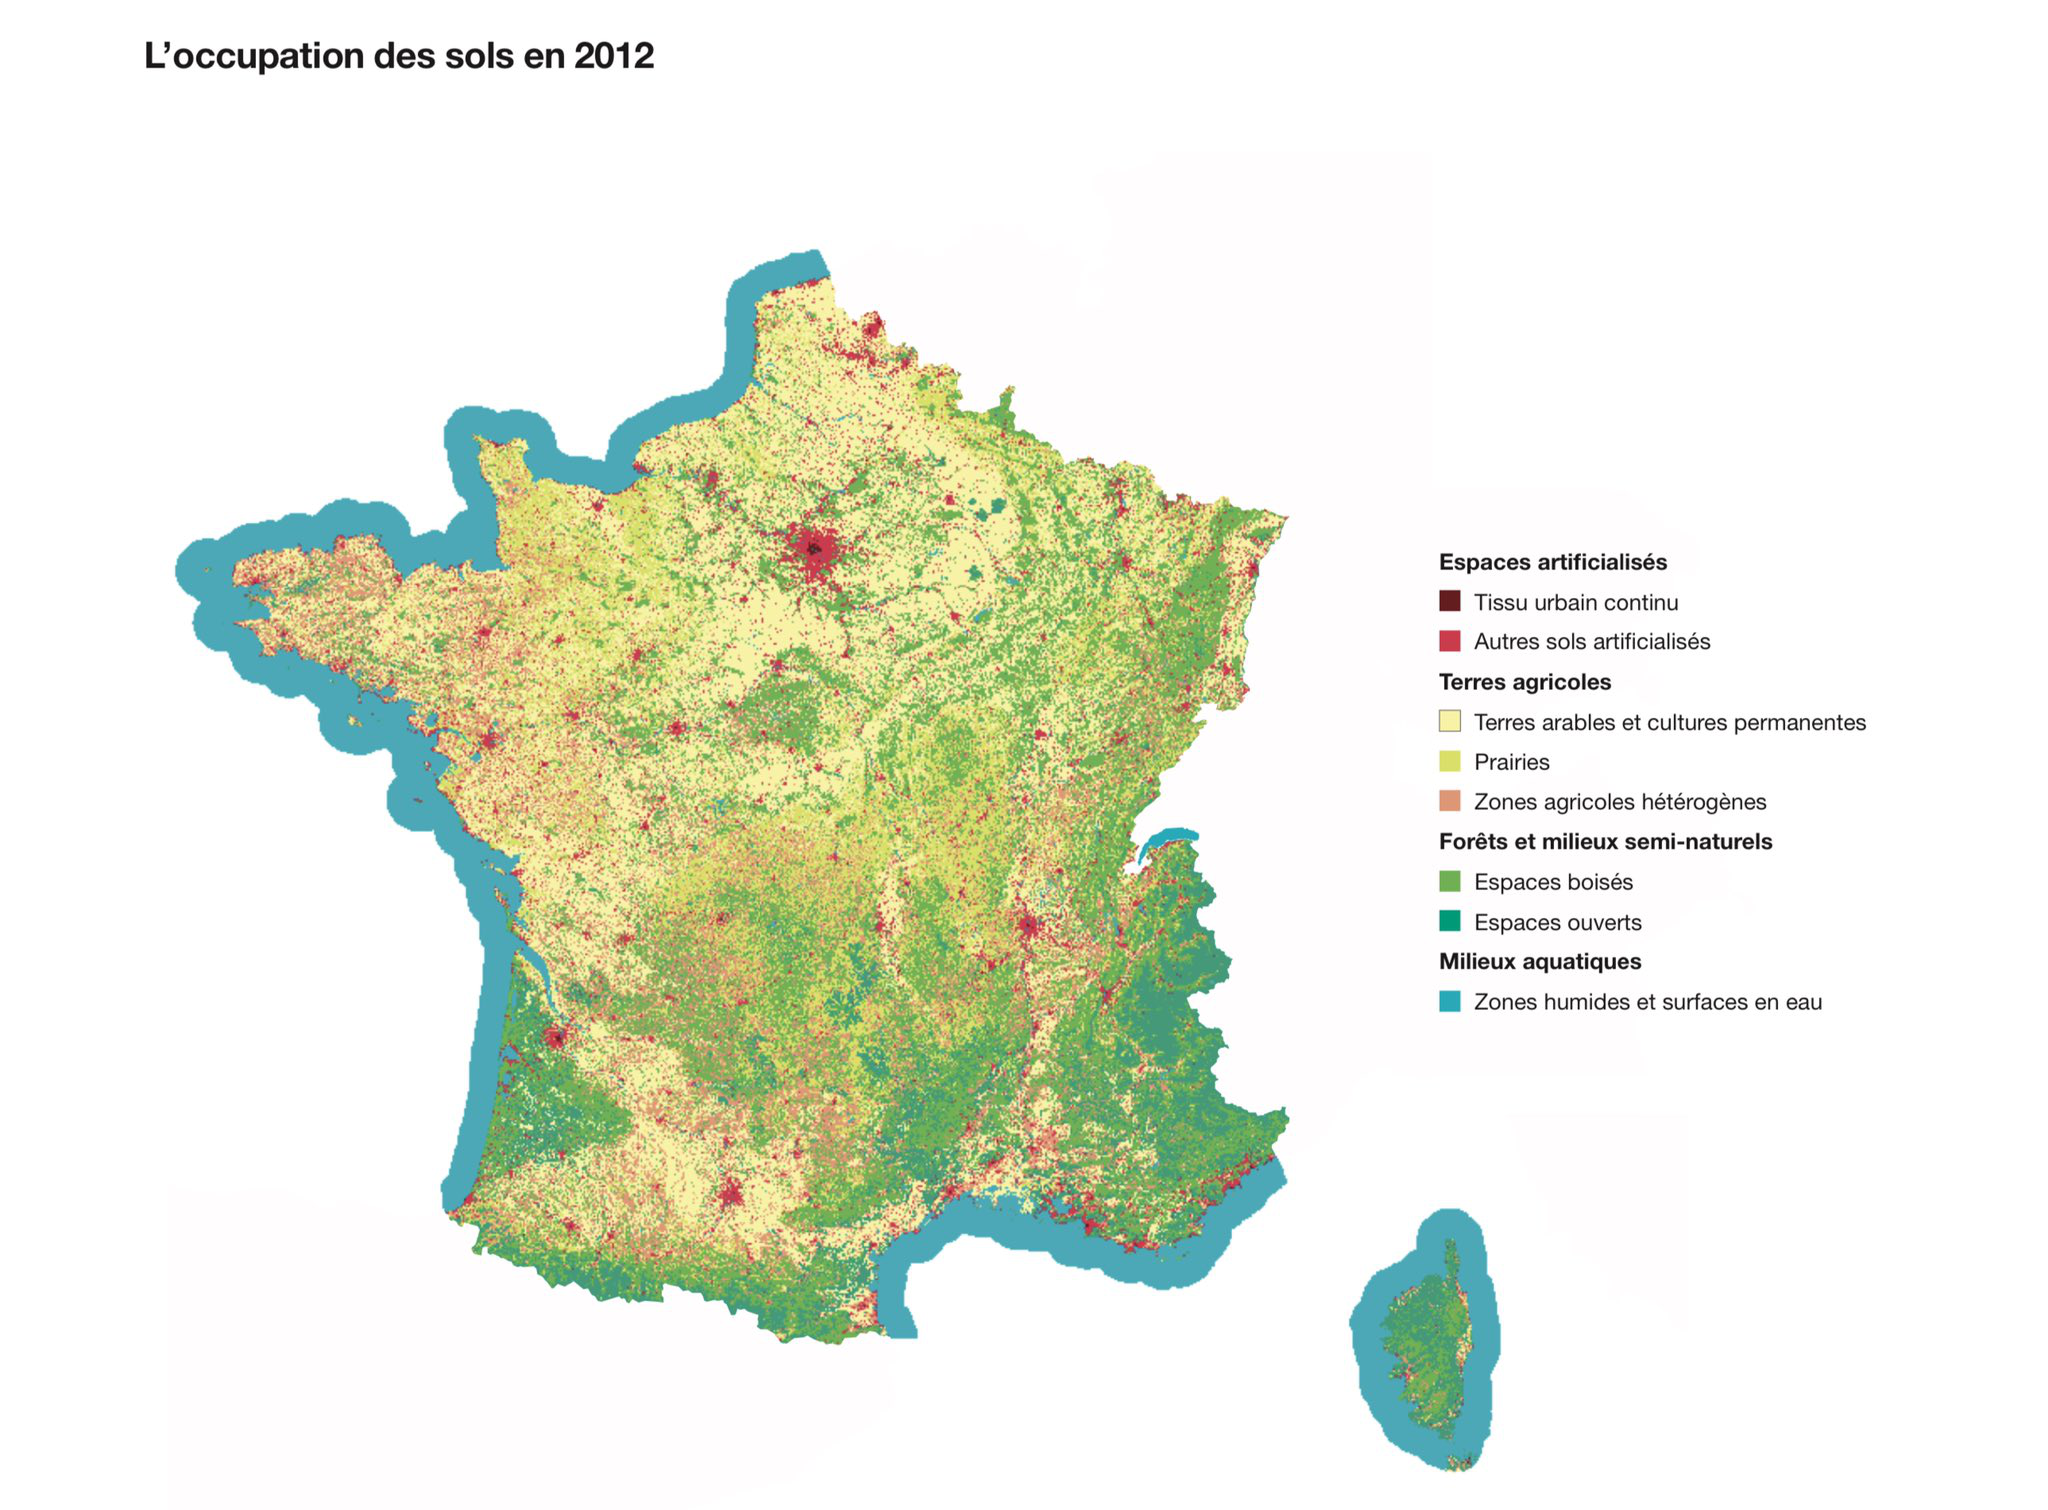 L’occupation des sols en 2012
Espaces artificialisés
Tissu urbain continu
Autres sols artificialisés
Terres agricoles
Terres arables et cultures permanentes
Prairies
Zones agricoles hétérogènes
Forêts et milieux semi-naturels
Espaces boisés
Espaces ouverts
Milieux aquatiques
Zones humides et surfaces en eau